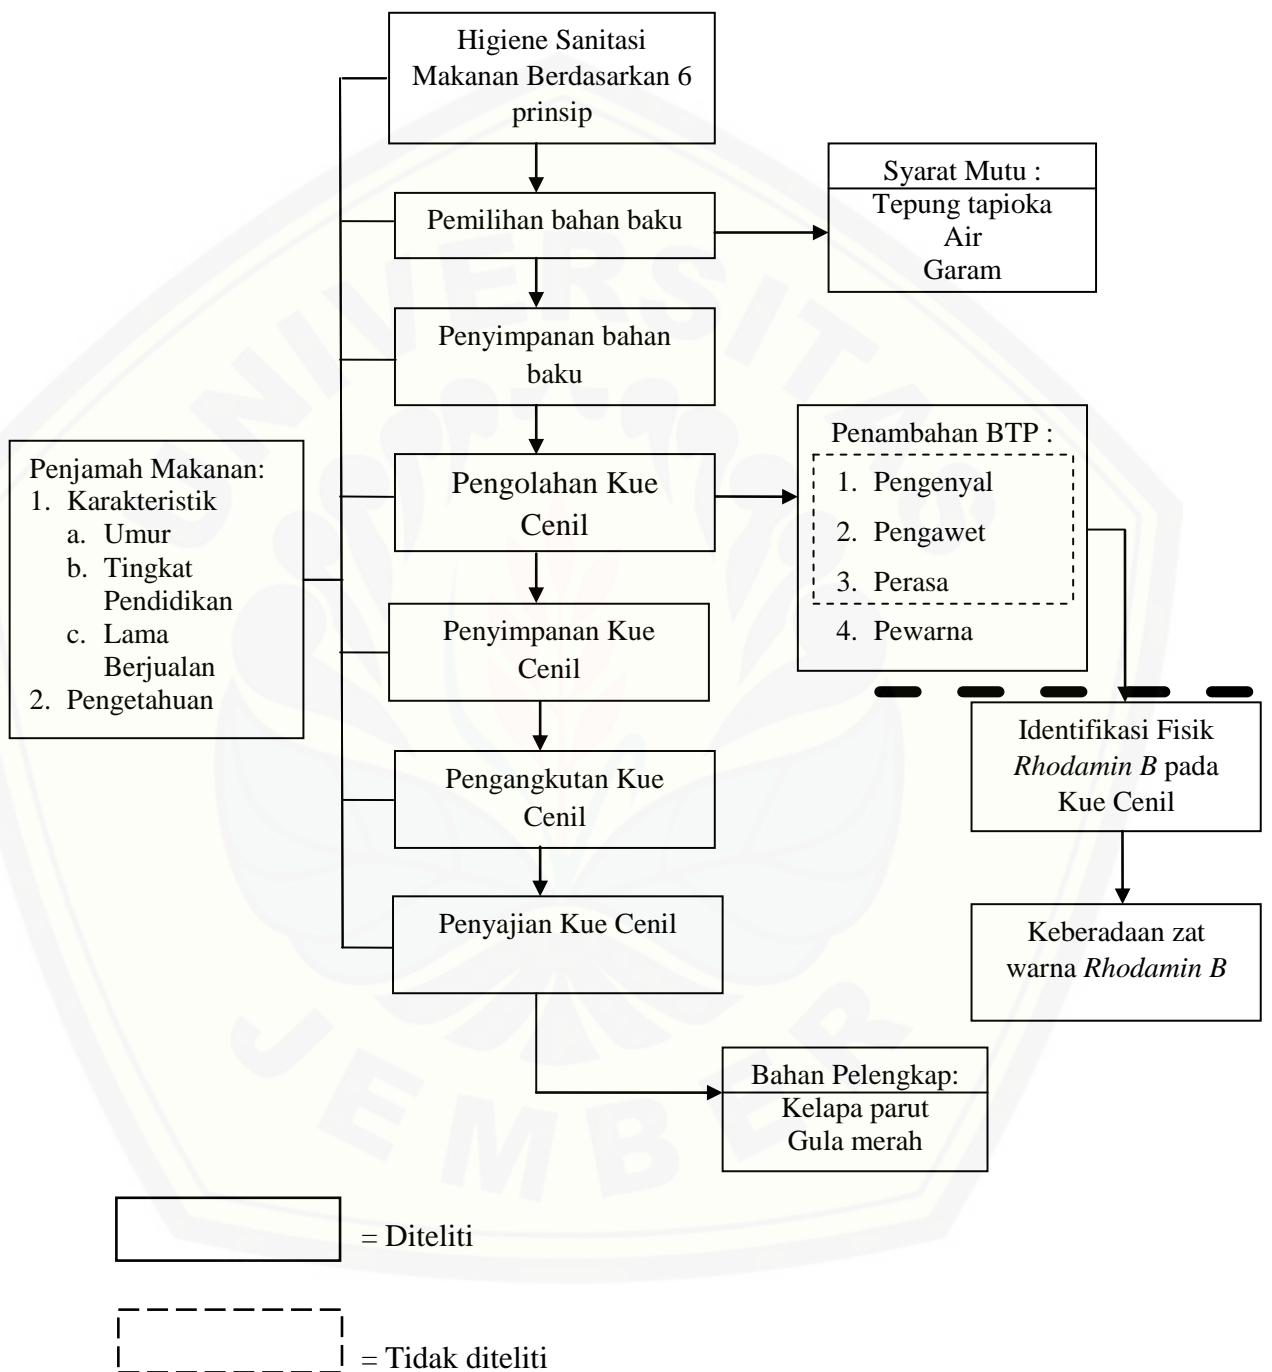 Higiene Sanitasi
Makanan Berdasarkan 6
prinsip
Syarat Mutu :
Tepung tapioka
Air
Garam
Pemilihan bahan baku
Penyimpanan bahan
baku
Penjamah Makanan:
1. Karakteristik
a. Umur
b. Tingkat
Pendidikan
c. Lama
Berjualan
2. Pengetahuan
Pengolahan Kue
Cenil
Penambahan BTP :
1. Pengenyal
2. Pengawet
3. Perasa
4. Pewarna
Penyimpanan Kue
Cenil
Identifikasi Fisik
Rhodamin B pada
Kue Cenil
Pengangkutan Kue
Cenil
Penyajian Kue Cenil
Keberadaan zat
warna Rhodamin B
Bahan Pelengkap:
Kelapa parut
Gula merah
= Diteliti
= Tidak diteliti
UNIVERSITAS
JEMBER